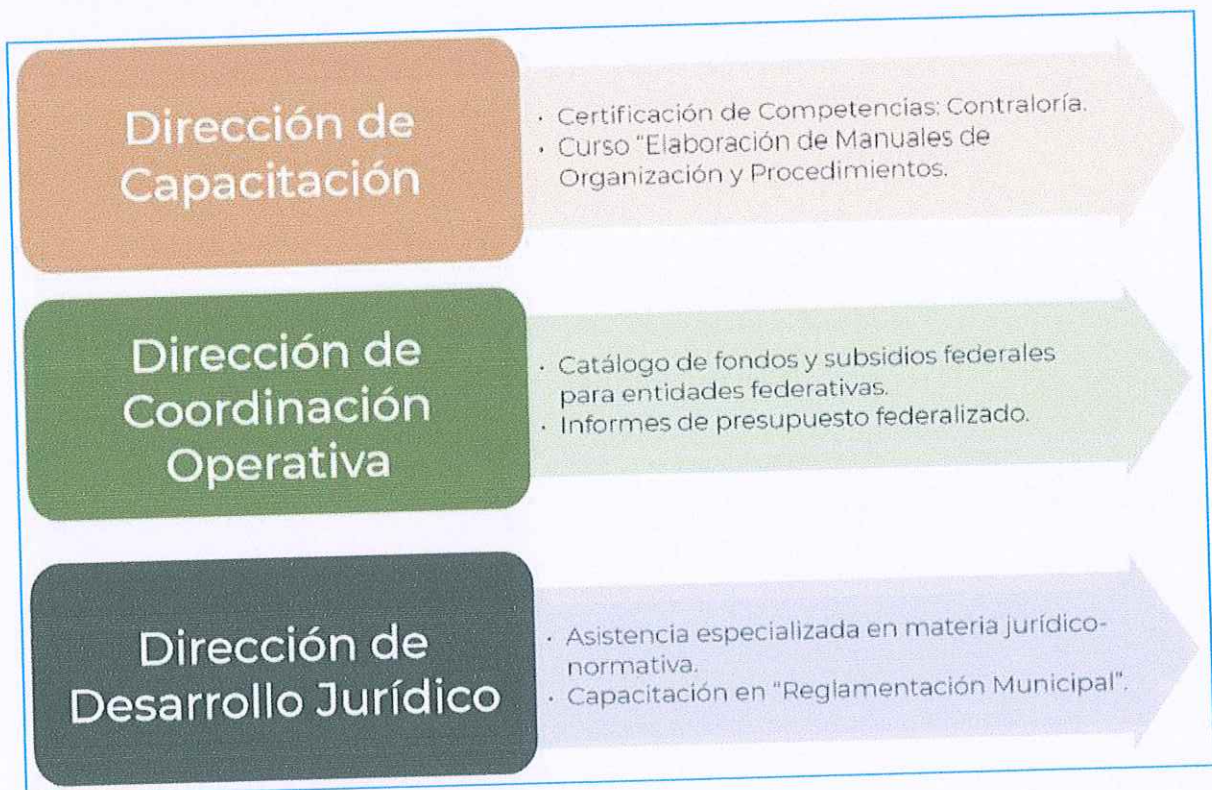 Dirección de
Capacitación
· Certificación de Competencias: Contraloría.
· Curso “Elaboración de Manuales de
Organización y Procedimientos.
Dirección de
Coordinación
Operativa
· Catálogo de fondos y subsidios federales
para entidades federativas.
· Informes de presupuesto federalizado.
Dirección de
Desarrollo Jurídico
· Asistencia especializada en materia jurídico-
normativa.
· Capacitación en “Reglamentación Municipal”.